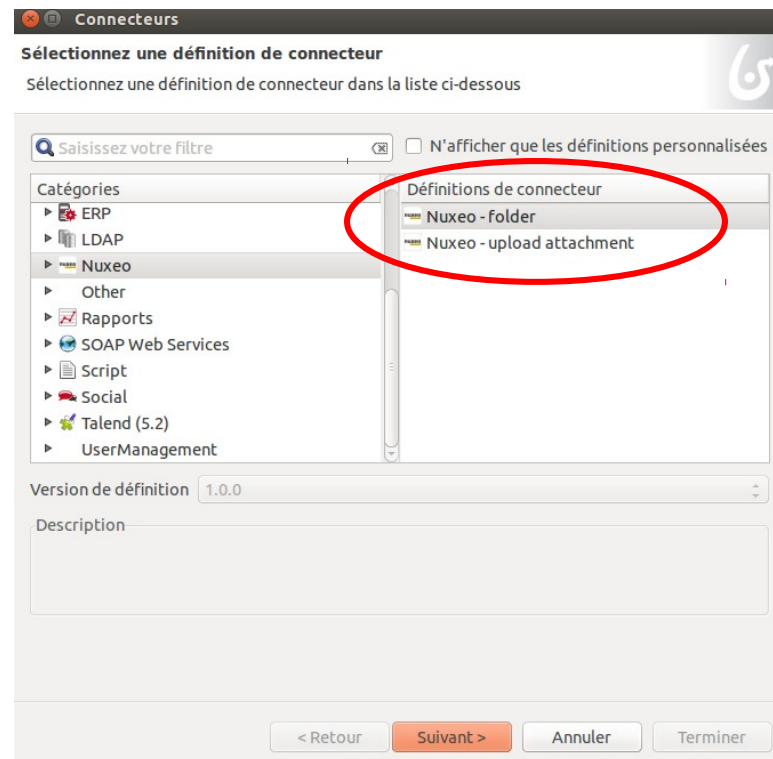 Connecteurs
Sélectionnez une définition de connecteur
Sélectionnez une définition de connecteur dans la liste ci-dessous
Saisissez votre filtre
N'afficher que les définitions personnalisées
Catégories
ERP
LDAP
Nuxeo
Other
Rapports
SOAP Web Services
Script
Social
Talend (5.2)
UserManagement
Définitions de connecteur
Nuxeo - folder
Nuxeo - upload attachment
Version de définition 1.0.0
Description
< Retour
Suivant >
Annuler
Terminer